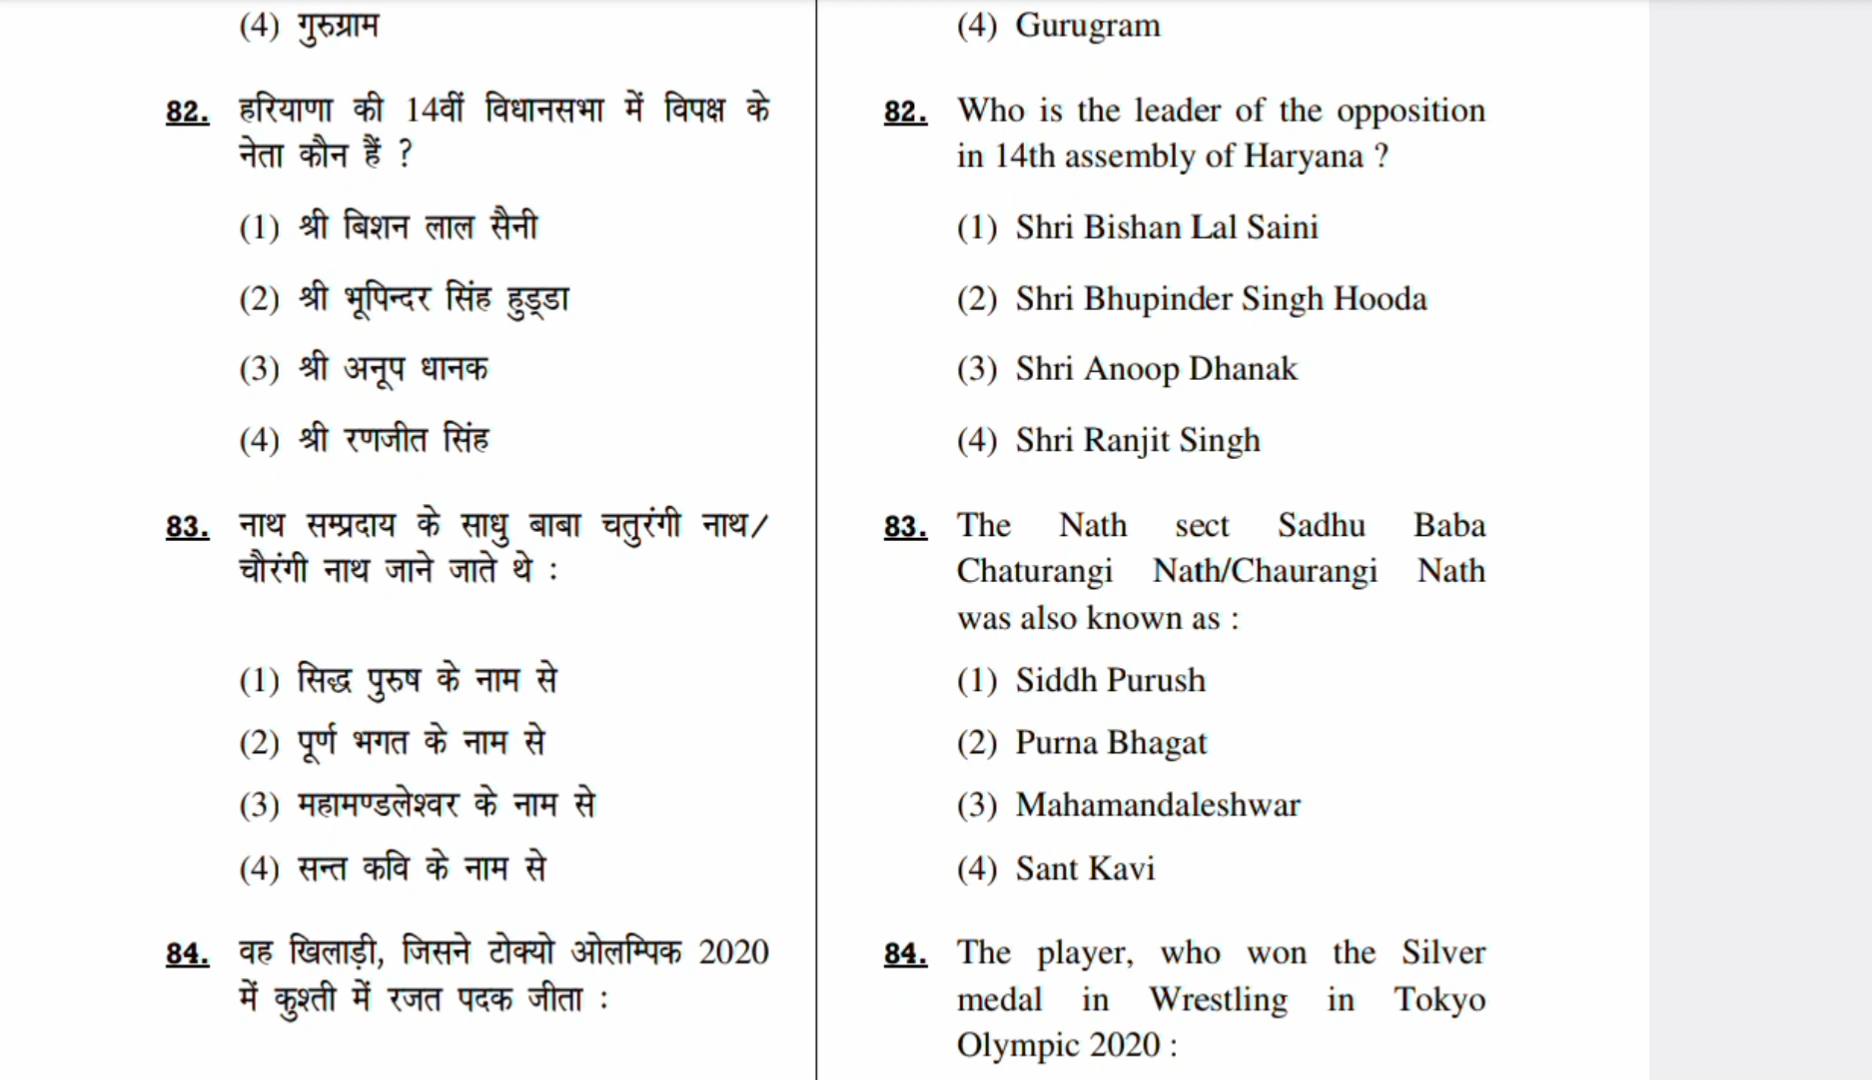 (4) गुरुग्राम
82. हरियाणा की 14वीं विधानसभा में विपक्ष के
नेता कौन हैं ?
(1) श्री बिशन लाल सैनी
(2) श्री भूपिन्दर सिंह हुड्डा
(3) श्री अनूप धानक
(4) श्री रणजीत सिंह
83. नाथ सम्प्रदाय के साधु बाबा चतुरंगी नाथ/
चौरंगी नाथ जाने जाते थे :
(1) सिद्ध पुरुष के नाम से
(2) पूर्ण भगत के नाम से
(3) महामण्डलेश्वर के नाम से
(4) सन्त कवि के नाम से
84. वह खिलाड़ी, जिसने टोक्यो ओलम्पिक 2020
में कुश्ती में रजत पदक जीता :
(4) Gurugram
82. Who is the leader of the opposition
in 14th assembly of Haryana ?
(1) Shri Bishan Lal Saini
(2) Shri Bhupinder Singh Hooda
(3) Shri Anoop Dhanak
(4) Shri Ranjit Singh
83. The Nath sect Sadhu Baba
Chaturangi Nath/Chaurangi Nath
was also known as :
(1) Siddh Purush
(2) Purna Bhagat
(3) Mahamandaleshwar
(4) Sant Kavi
84. The player, who won the Silver
medal in Wrestling in Tokyo
Olympic 2020 :